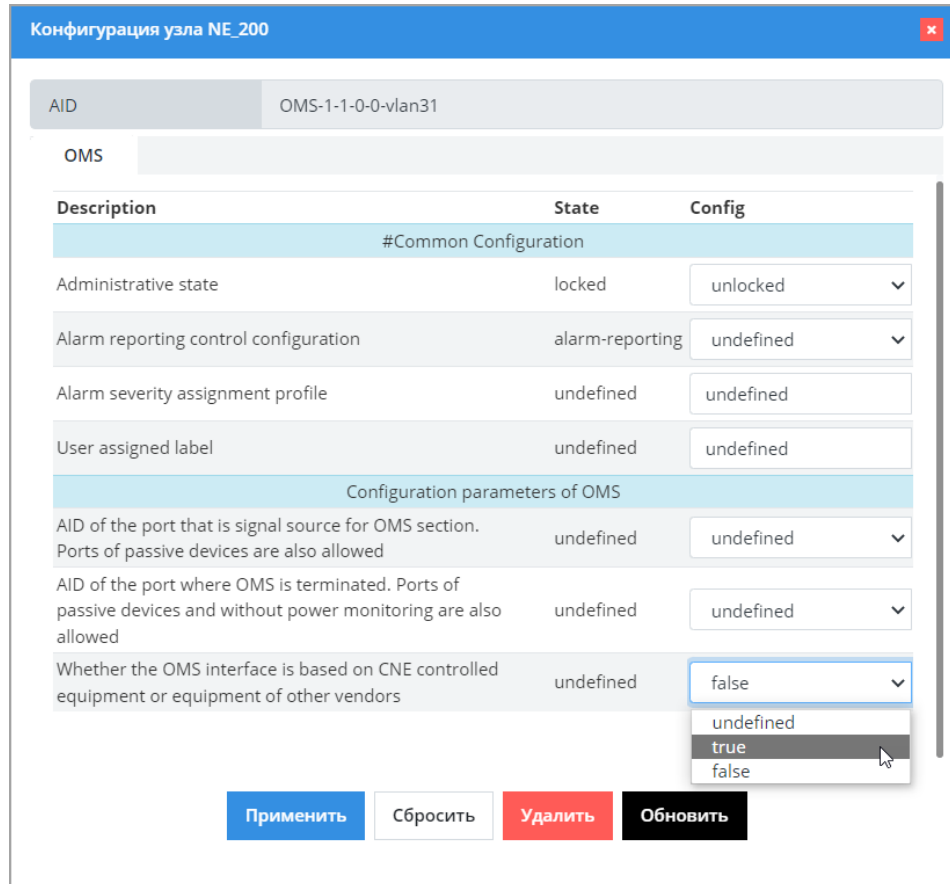 Конфигурация узла NE_200
AID OMS-1-1-0-0-vlan31
OMS
Description State Config
#Common Configuration
Administrative state locked unlocked
Alarm reporting control configuration alarm-reporting undefined
Alarm severity assignment profile undefined undefined
User assigned label undefined undefined
Configuration parameters of OMS
AID of the port that is signal source for OMS section.
Ports of passive devices are also allowed
undefined undefined
AID of the port where OMS is terminated. Ports of
passive devices and without power monitoring are also
allowed
undefined undefined
Whether the OMS interface is based on CNE controlled
equipment or equipment of other vendors
undefined false
undefined
true
false
Применить Сбросить Удалить Обновить